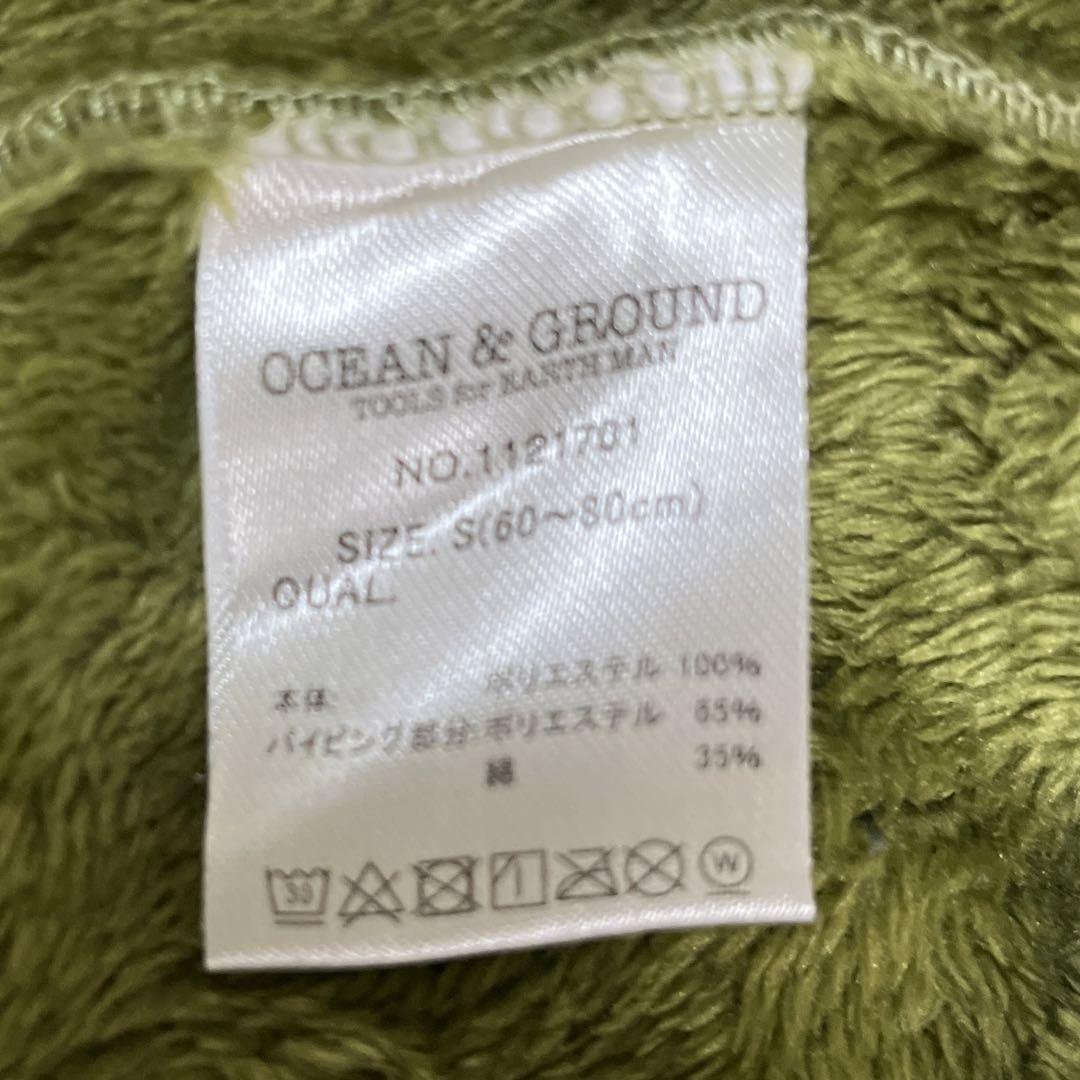 OCEAN & GROUND
TOOLS for EARTH MAN
NO.1121701
SIZE. S(60～80cm)
QUAL.
本体: ポリエステル 100%
パイピング部分:ポリエステル 65%
綿 35%
30 W